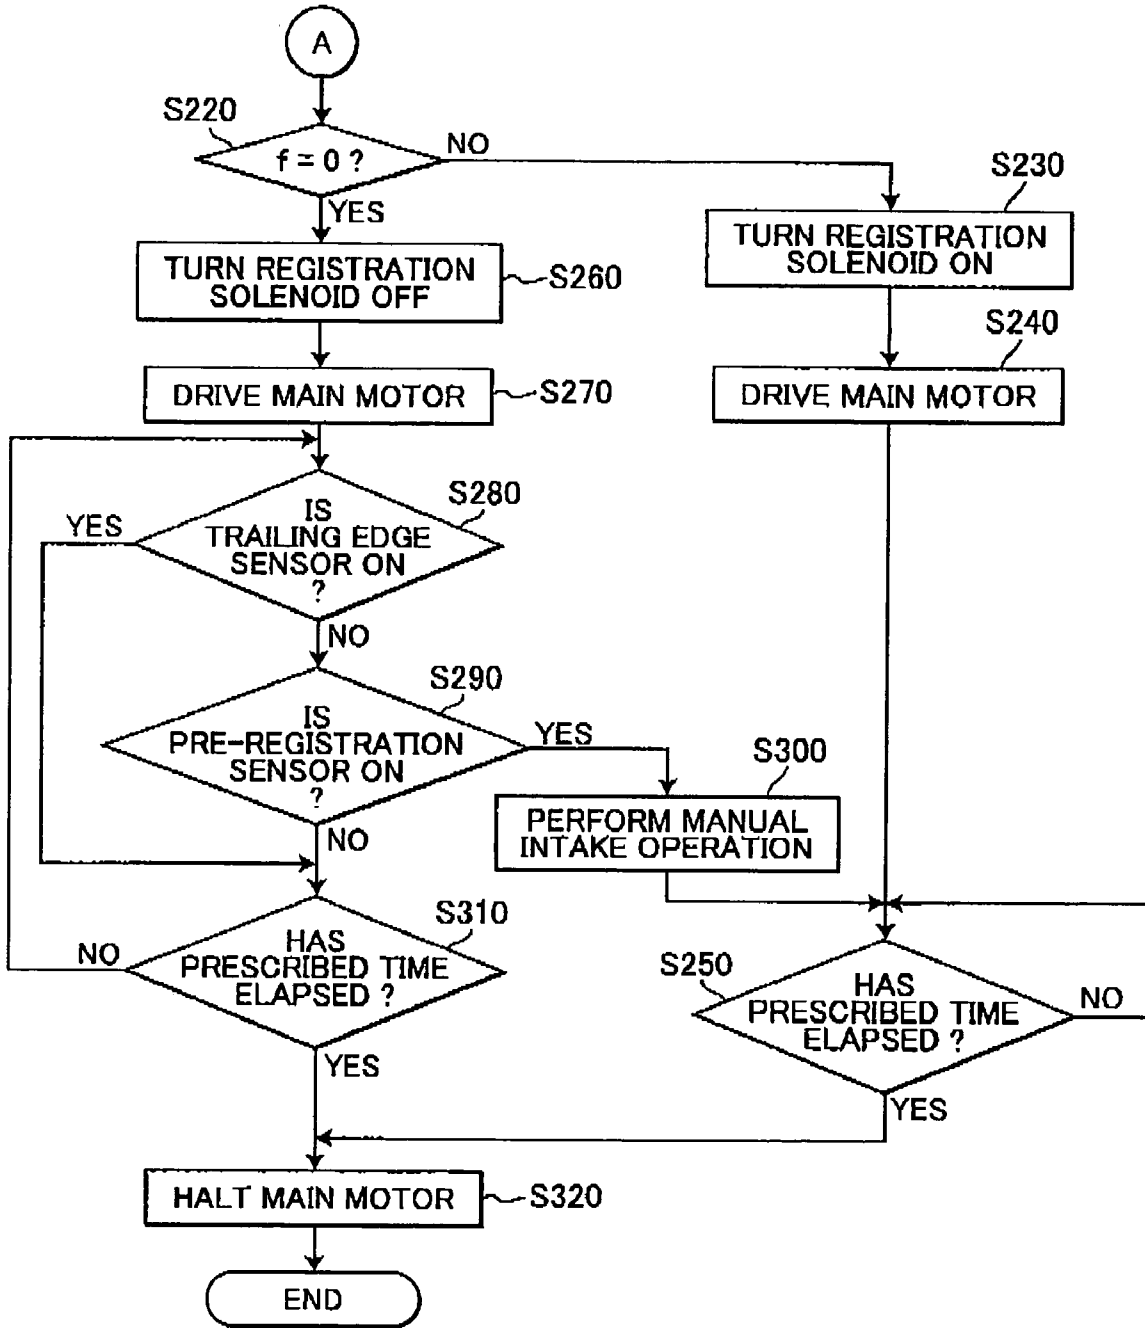 A
S220
f = 0 ?
NO
YES
S230
TURN REGISTRATION
SOLENOID ON
TURN REGISTRATION
SOLENOID OFF
S260
S240
DRIVE MAIN MOTOR
S270
DRIVE MAIN MOTOR
S280
YES
IS
TRAILING EDGE
SENSOR ON
?
NO
S290
IS
PRE-REGISTRATION
SENSOR ON
?
YES
NO
S300
PERFORM MANUAL
INTAKE OPERATION
S310
NO
HAS
PRESCRIBED TIME
ELAPSED ?
YES
S250
HAS
PRESCRIBED TIME
ELAPSED ?
NO
YES
HALT MAIN MOTOR
S320
END